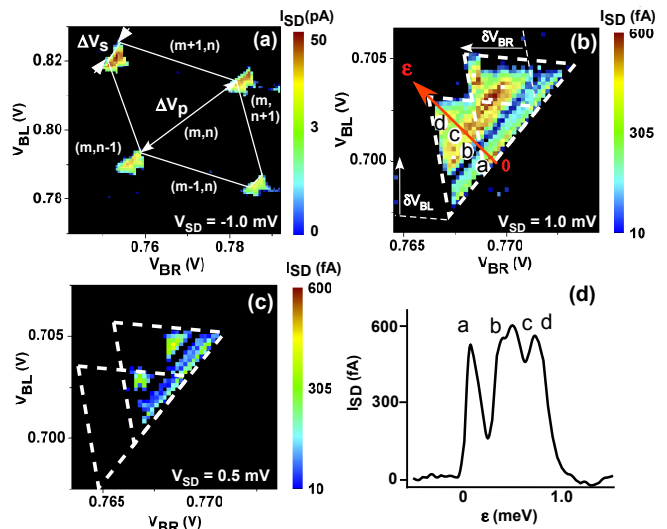 I_SD(pA)
(a)
50
3
0
0.82
0.80
0.78
V_BL (V)
ΔV_S
(m+1,n)
ΔV_p
(m,
n+1)
(m,n)
(m,n-1)
(m-1,n)
V_SD = -1.0 mV
0.76
0.78
V_BR (V)
I_SD (fA)
(b)
600
305
10
0.705
0.700
V_BL (V)
δV_BR
ε
d
c
b
a
0
δV_BL
V_SD = 1.0 mV
0.765
0.770
V_BR (V)
I_SD (fA)
(c)
600
305
10
0.705
0.700
V_BL (V)
V_SD = 0.5 mV
0.765
0.770
V_BR (V)
(d)
a
b
c
d
600
300
0
I_SD
(fA)
0
1.0
ε (meV)